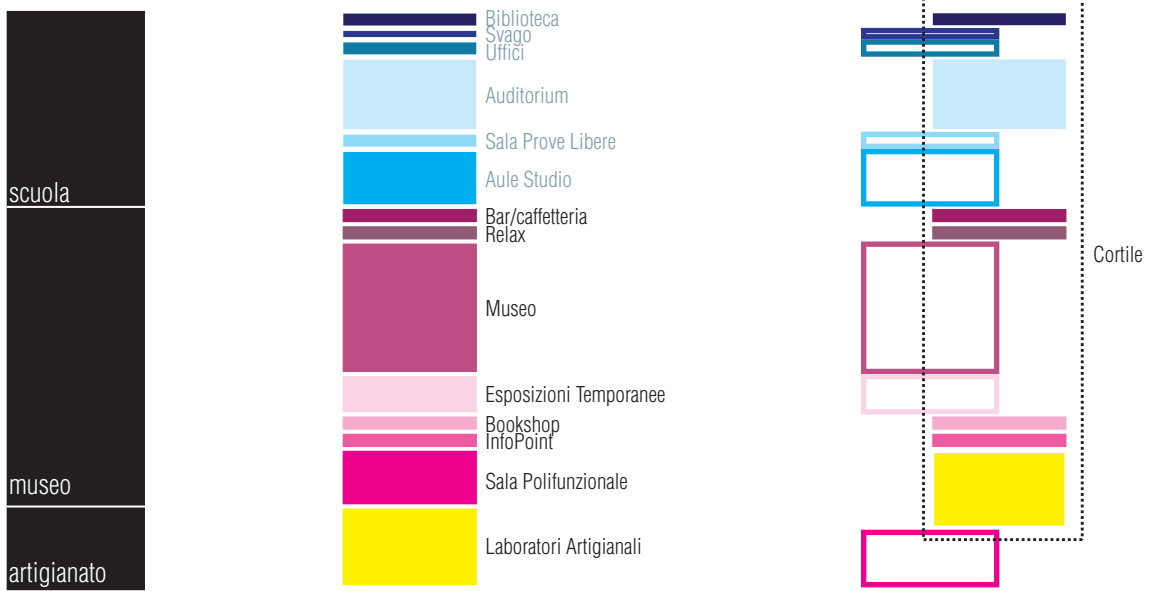 scuola
museo
artigianato
Biblioteca
Svago
Uffici
Auditorium
Sala Prove Libere
Aule Studio
Bar/caffetteria
Relax
Museo
Esposizioni Temporanee
Bookshop
InfoPoint
Sala Polifunzionale
Laboratori Artigianali
Cortile